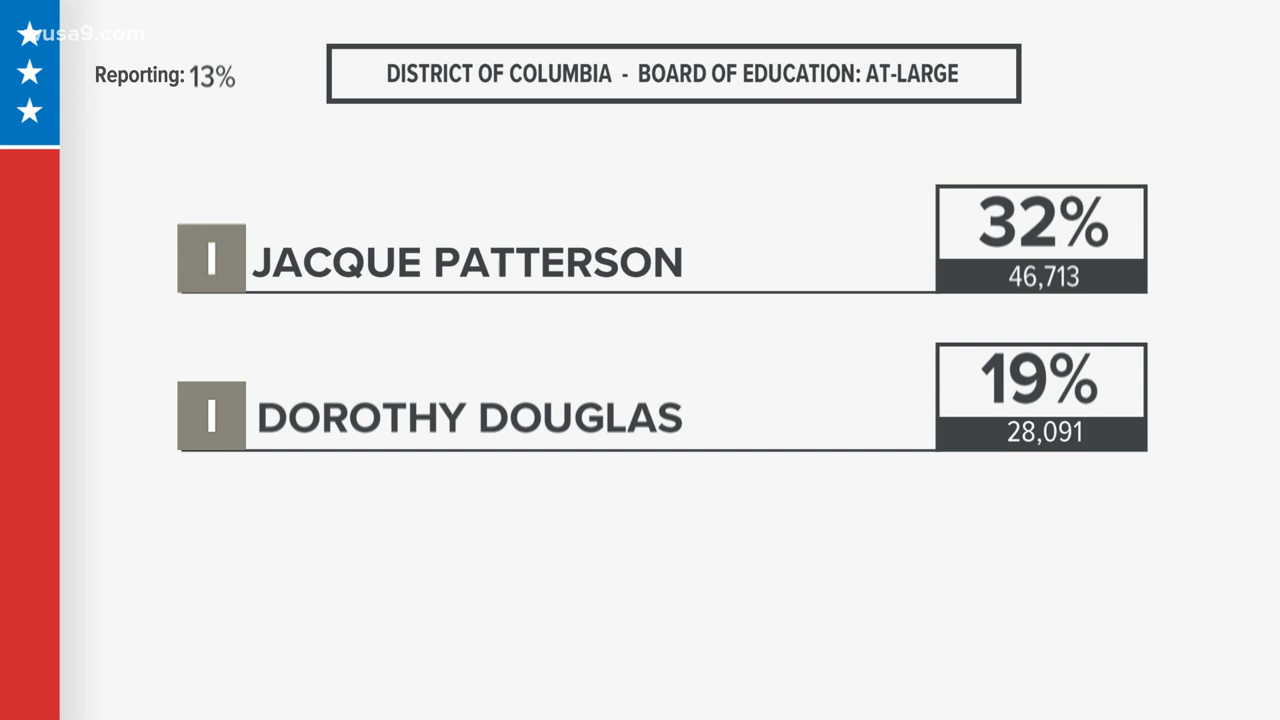 wusa9.com
Reporting: 13%
DISTRICT OF COLUMBIA - BOARD OF EDUCATION: AT-LARGE
I JACQUE PATTERSON
32%
46,713
I DOROTHY DOUGLAS
19%
28,091